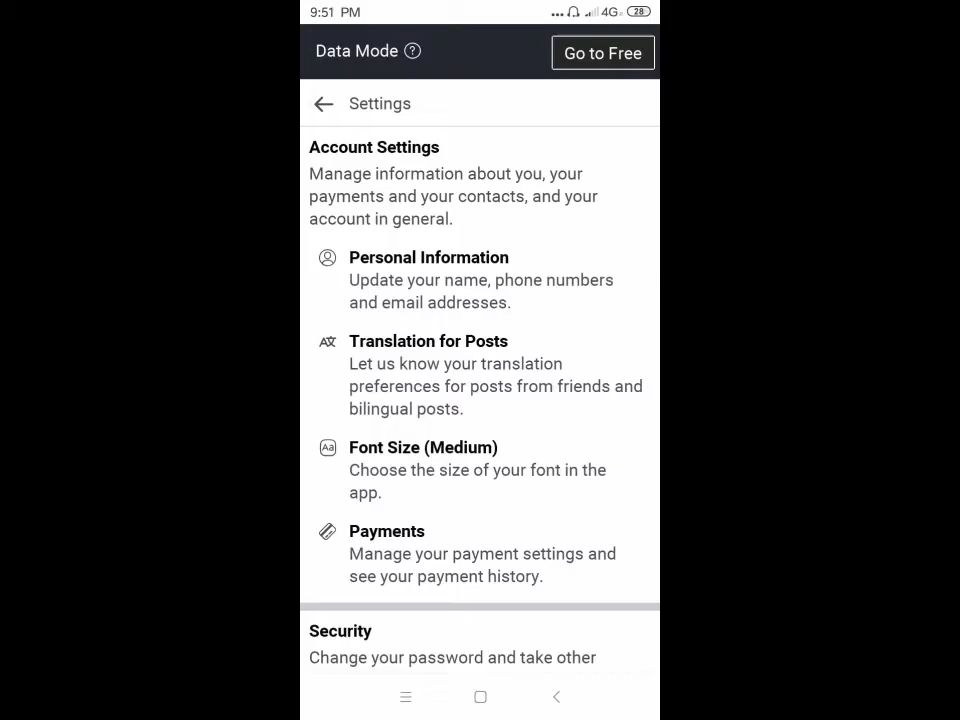 9:51 PM 4G 28
Data Mode Go to Free
Settings
Account Settings
Manage information about you, your
payments and your contacts, and your
account in general.
Personal Information
Update your name, phone numbers
and email addresses.
Translation for Posts
Let us know your translation
preferences for posts from friends and
bilingual posts.
Aa Font Size (Medium)
Choose the size of your font in the
app.
Payments
Manage your payment settings and
see your payment history.
Security
Change your password and take other